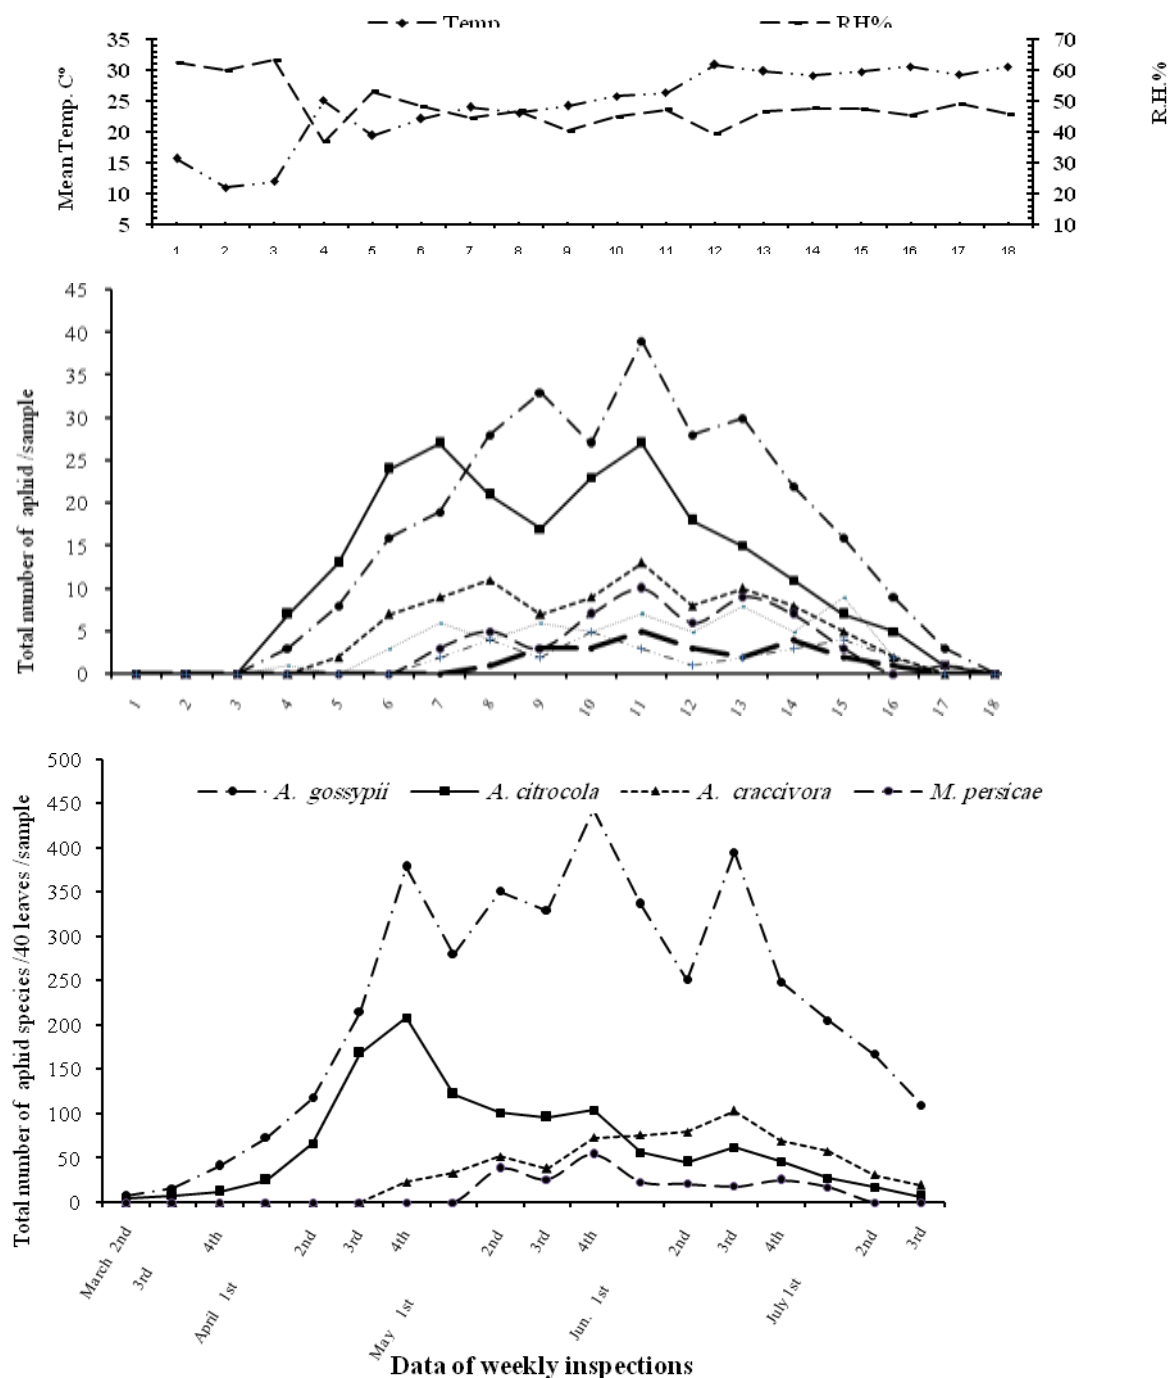 Temp RH%
35 70
30 60
25 50
20 40
15 30
10 20
5 10
Mean Temp. Cº
R.H.%
1 2 3 4 5 6 7 8 9 10 11 12 13 14 15 16 17 18
45
40
35
30
25
20
15
10
5
0
Total number of aphid /sample
1 2 3 4 5 6 7 8 9 10 11 12 13 14 15 16 17 18
500
450
400
350
300
250
200
150
100
50
0
A. gossypii A. citrocola A. craccivora M. persicae
Total number of aphid species /40 leaves /sample
March 2nd
3rd
4th
April 1st
2nd
3rd
4th
May 1st
2nd
3rd
4th
Jun. 1st
2nd
3rd
4th
July 1st
2nd
3rd
Data of weekly inspections